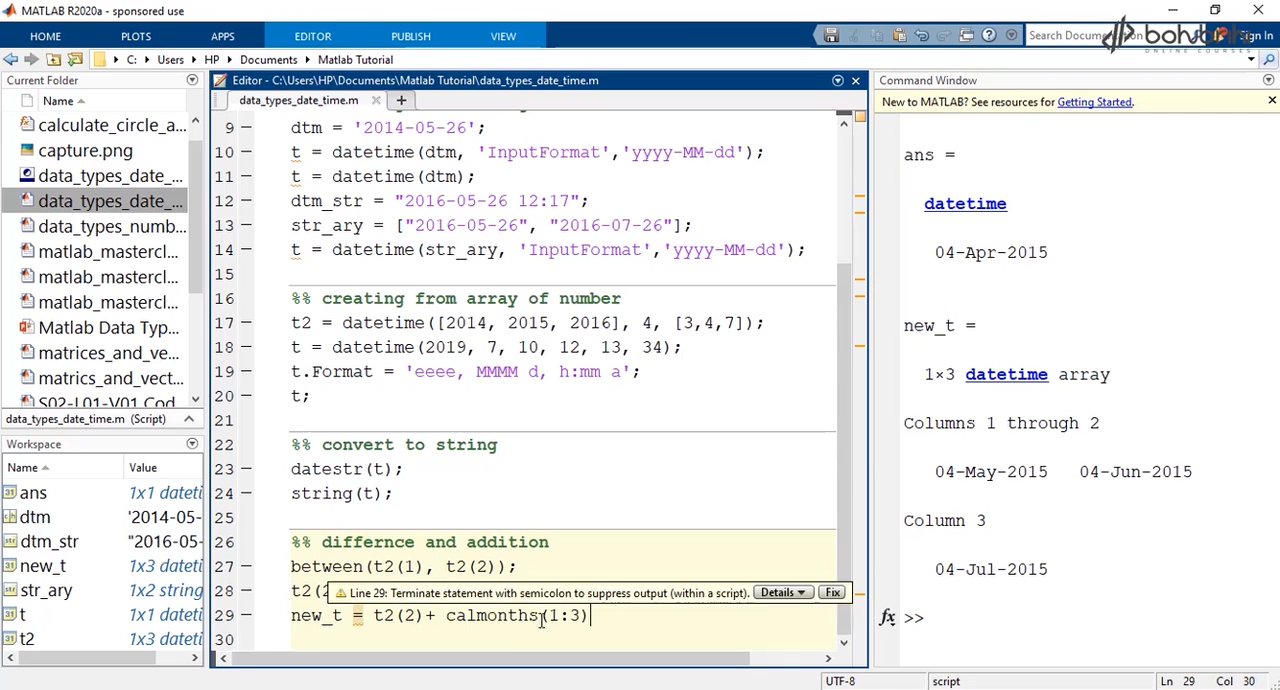 MATLAB R2020a - sponsored use
HOME PLOTS APPS EDITOR PUBLISH VIEW Search Documentation Sign In
ONLINE COURSES
C: Users HP Documents Matlab Tutorial
Current Folder
Name
calculate_circle_a...
capture.png
data_types_date_...
data_types_date_...
data_types_numb...
matlab_mastercl...
matlab_mastercl...
matlab_mastercl...
Matlab Data Typ...
matrices_and_ve...
matrics_and_vect...
S02-L01-V01 Cod
data_types_date_time.m (Script)
Workspace
Name Value
ans 1x1 dateti
dtm '2014-05-
dtm_str "2016-05-
new_t 1x3 dateti
str_ary 1x2 string
t 1x1 dateti
t2 1x3 dateti
Editor - C:\Users\HP\Documents\Matlab Tutorial\data_types_date_time.m
data_types_date_time.m
9 dtm = '2014-05-26';
10 t = datetime(dtm, 'InputFormat','yyyy-MM-dd');
11 t = datetime(dtm);
12 dtm_str = "2016-05-26 12:17";
13 str_ary = ["2016-05-26", "2016-07-26"];
14 t = datetime(str_ary, 'InputFormat','yyyy-MM-dd');
15
16 %% creating from array of number
17 t2 = datetime([2014, 2015, 2016], 4, [3,4,7]);
18 t = datetime(2019, 7, 10, 12, 13, 34);
19 t.Format = 'eeee, MMMM d, h:mm a';
20 t;
21
22 %% convert to string
23 datestr(t);
24 string(t);
25
26 %% differnce and addition
27 between(t2(1), t2(2));
28 t2(2
Line 29: Terminate statement with semicolon to suppress output (within a script). Details Fix
29 new_t = t2(2)+ calmonths(1:3)
30
Command Window
New to MATLAB? See resources for Getting Started.
ans =
datetime
04-Apr-2015
new_t =
1×3 datetime array
Columns 1 through 2
04-May-2015 04-Jun-2015
Column 3
04-Jul-2015
fx >>
UTF-8 script Ln 29 Col 30